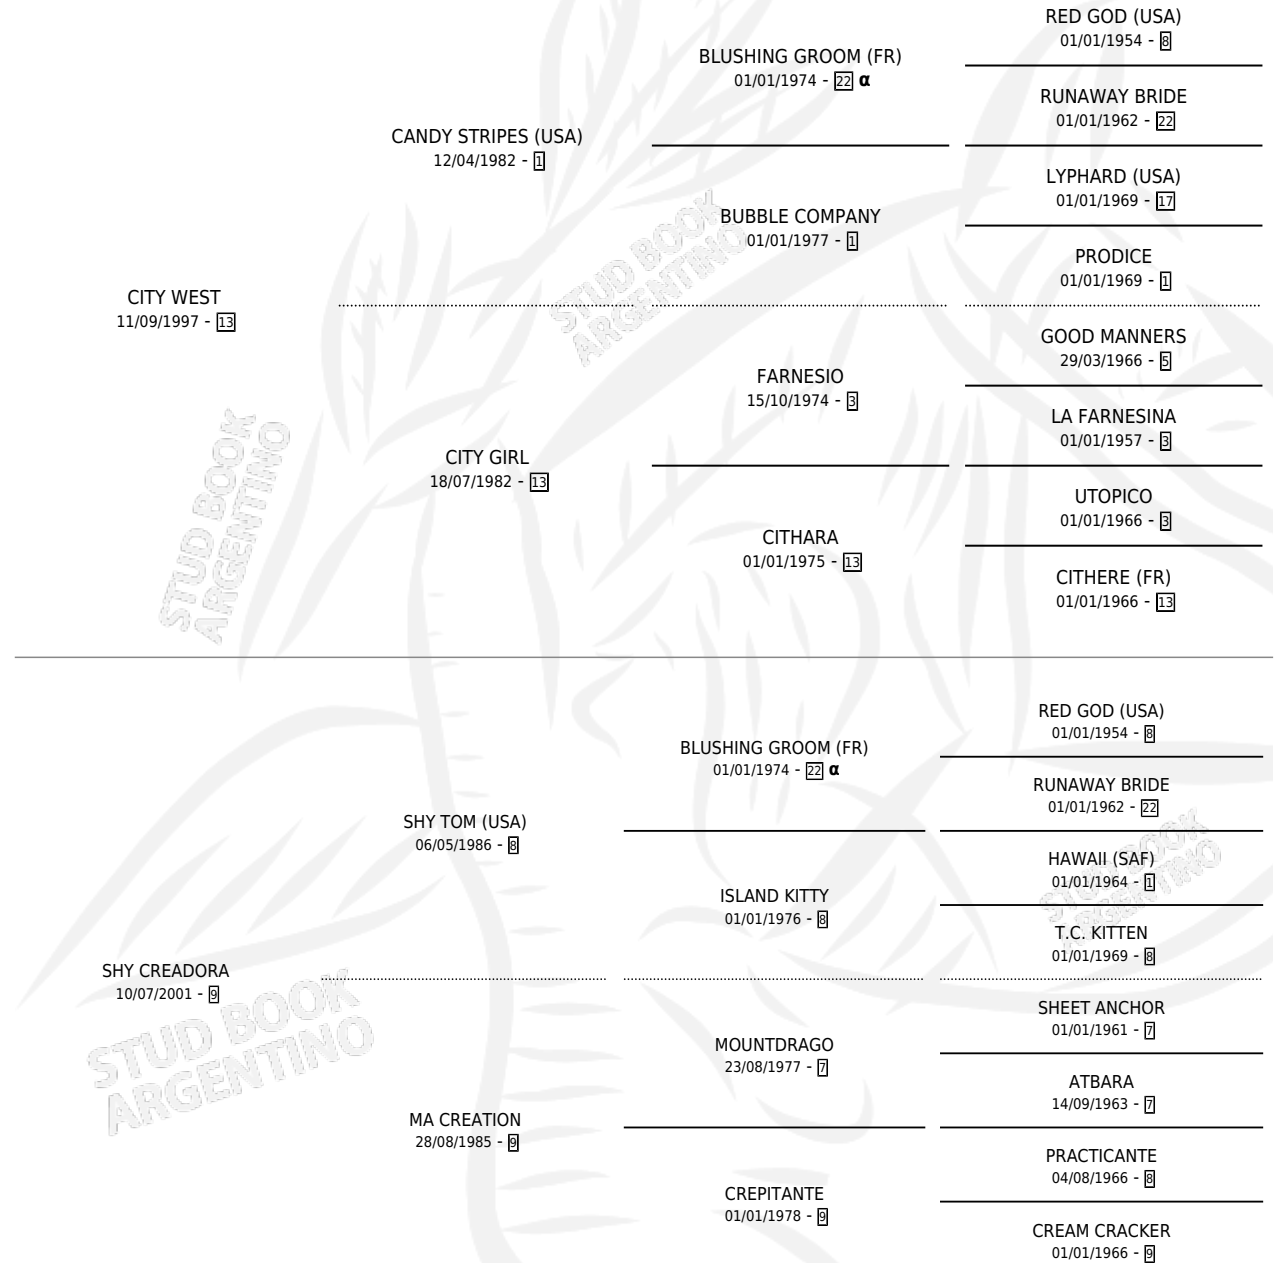 RED GOD (USA)
01/01/1954 - 8
BLUSHING GROOM (FR)
01/01/1974 - 22 α
RUNAWAY BRIDE
01/01/1962 - 22
CANDY STRIPES (USA)
12/04/1982 - 1
LYPHARD (USA)
01/01/1969 - 17
BUBBLE COMPANY
01/01/1977 - 1
PRODICE
01/01/1969 - 1
CITY WEST
11/09/1997 - 13
GOOD MANNERS
29/03/1966 - 5
FARNESIO
15/10/1974 - 3
LA FARNESINA
01/01/1957 - 3
CITY GIRL
18/07/1982 - 13
UTOPICO
01/01/1966 - 3
CITHARA
01/01/1975 - 13
CITHERE (FR)
01/01/1966 - 13
RED GOD (USA)
01/01/1954 - 8
BLUSHING GROOM (FR)
01/01/1974 - 22 α
RUNAWAY BRIDE
01/01/1962 - 22
SHY TOM (USA)
06/05/1986 - 8
HAWAII (SAF)
01/01/1964 - 1
ISLAND KITTY
01/01/1976 - 8
T.C. KITTEN
01/01/1969 - 8
SHY CREADORA
10/07/2001 - 9
SHEET ANCHOR
01/01/1961 - 7
MOUNTDRAGO
23/08/1977 - 7
ATBARA
14/09/1963 - 7
MA CREATION
28/08/1985 - 9
PRACTICANTE
04/08/1966 - 8
CREPITANTE
01/01/1978 - 9
CREAM CRACKER
01/01/1966 - 9
STUD BOOK
ARGENTINO
STUD BOOK
ARGENTINO
STUD BOOK
ARGENTINO
STUD BOOK
ARGENTINO